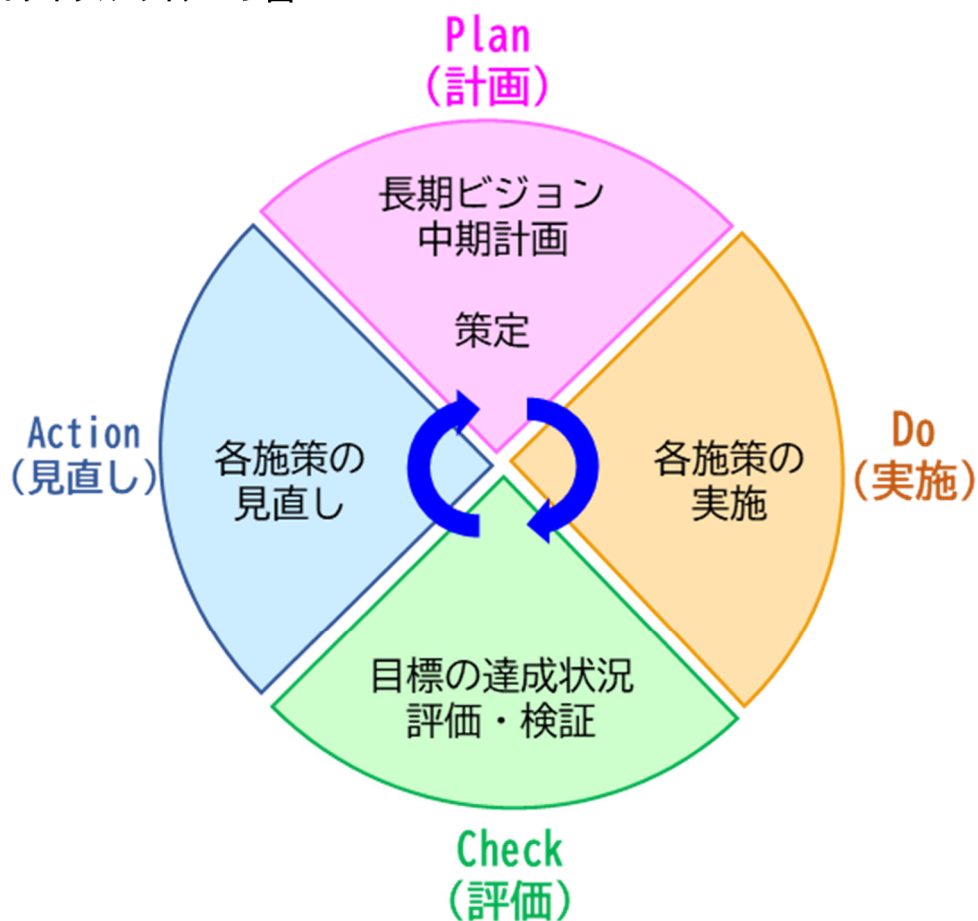 Plan
(計画)
長期ビジョン
中期計画
策定
Do
(実施)
各施策の
実施
Check
(評価)
目標の達成状況
評価・検証
Action
(見直し)
各施策の
見直し